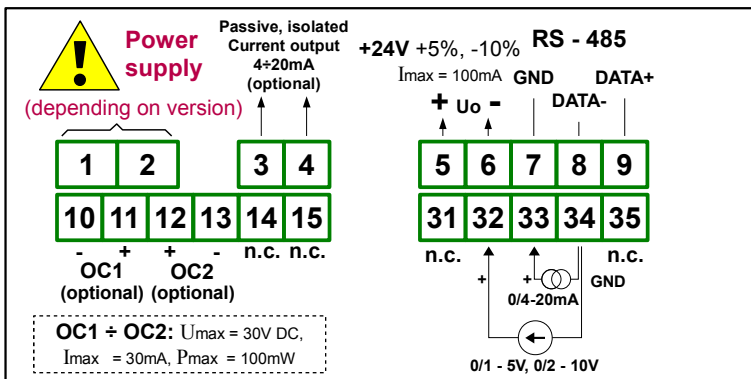 Power
supply
(depending on version)
Passive, isolated
Current output
4÷20mA
(optional)
+24V +5%, -10%
Imax = 100mA
+ Uo -
RS - 485
GND
DATA-
DATA+
1 2 3 4
10 11 12 13 14 15
- + + - n.c. n.c.
OC1 OC2
(optional) (optional)
OC1 ÷ OC2: Umax = 30V DC,
Imax = 30mA, Pmax = 100mW
5 6 7 8 9
31 32 33 34 35
n.c. n.c.
+ + GND
0/4-20mA
0/1 - 5V, 0/2 - 10V